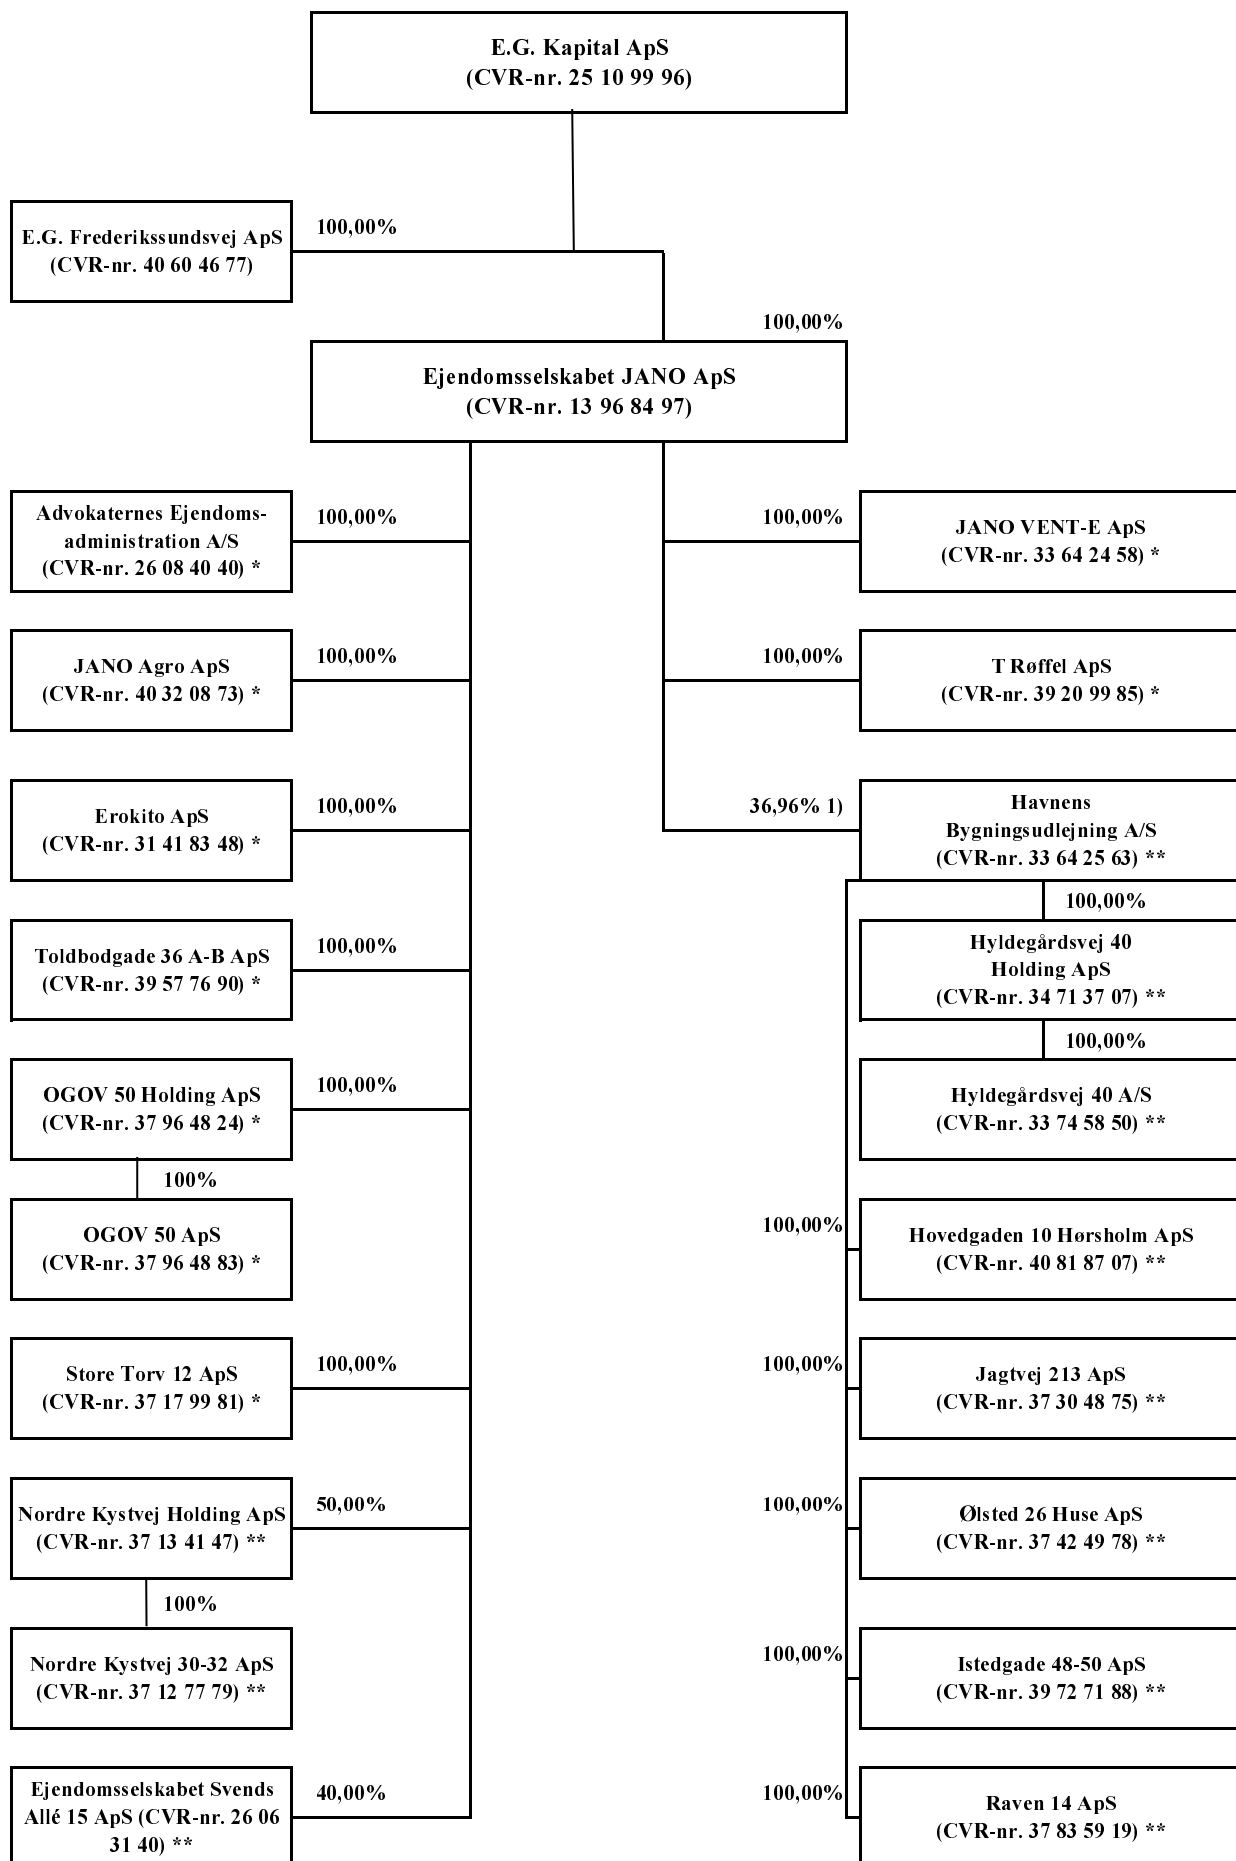 E.G. Kapital ApS
(CVR-nr. 25 10 99 96)
E.G. Frederikssundsvej ApS
(CVR-nr. 40 60 46 77)
100,00%
100,00%
Ejendomsselskabet JANO ApS
(CVR-nr. 13 96 84 97)
Advokaternes Ejendoms-
administration A/S
(CVR-nr. 26 08 40 40) *
100,00%
100,00%
JANO VENT-E ApS
(CVR-nr. 33 64 24 58) *
JANO Agro ApS
(CVR-nr. 40 32 08 73) *
100,00%
100,00%
T Røffel ApS
(CVR-nr. 39 20 99 85) *
Erokito ApS
(CVR-nr. 31 41 83 48) *
100,00%
36,96% 1)
Havnens
Bygningsudlejning A/S
(CVR-nr. 33 64 25 63) **
100,00%
Toldbodgade 36 A-B ApS
(CVR-nr. 39 57 76 90) *
100,00%
Hyldegårdsvej 40
Holding ApS
(CVR-nr. 34 71 37 07) **
100,00%
OGOV 50 Holding ApS
(CVR-nr. 37 96 48 24) *
100,00%
Hyldegårdsvej 40 A/S
(CVR-nr. 33 74 58 50) **
100%
OGOV 50 ApS
(CVR-nr. 37 96 48 83) *
100,00%
Hovedgaden 10 Hørsholm ApS
(CVR-nr. 40 81 87 07) **
Store Torv 12 ApS
(CVR-nr. 37 17 99 81) *
100,00%
100,00%
Jagtvej 213 ApS
(CVR-nr. 37 30 48 75) **
Nordre Kystvej Holding ApS
(CVR-nr. 37 13 41 47) **
50,00%
100,00%
Ølsted 26 Huse ApS
(CVR-nr. 37 42 49 78) **
100%
Nordre Kystvej 30-32 ApS
(CVR-nr. 37 12 77 79) **
100,00%
Istedgade 48-50 ApS
(CVR-nr. 39 72 71 88) **
Ejendomsselskabet Svends
Allé 15 ApS (CVR-nr. 26 06
31 40) **
40,00%
100,00%
Raven 14 ApS
(CVR-nr. 37 83 59 19) **